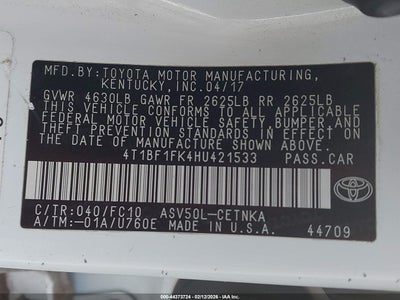 MFD.BY:TOYOTA MOTOR MANUFACTURING,
KENTUCKY,INC.04/17
GVWR 4630LB GAWR FR 2625LB RR 2625LB
THIS VEHICLE CONFORMS TO ALL APPLICABLE
FEDERAL MOTOR VEHICLE SAFETY, BUMPER, AND
THEFT PREVENTION STANDARDS IN EFFECT ON
THE DATE OF MANUFACTURE SHOWN ABOVE.
4T1BF1FK4HU421533 PASS.CAR
C/TR:040/FC10 ASV50L-CETNKA
A/TM:-01A/U760E MADE IN U.S.A.
TOYOTA
44709
ID: 44373724 - 02/12/2026 - © IAA, LLC